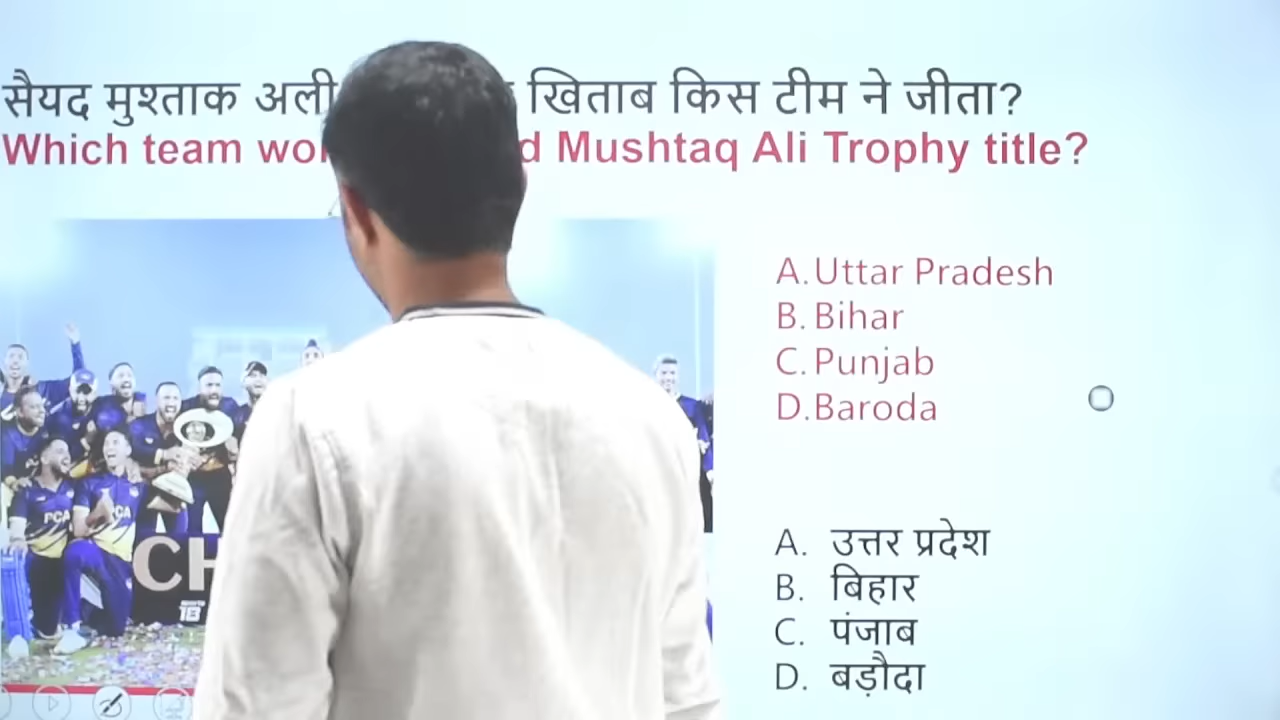 सैयद मुश्ताक अली खिताब किस टीम ने जीता?
Which team Mushtaq Ali Trophy title?
A. Uttar Pradesh
B. Bihar
C. Punjab
D. Baroda
PCA
PCA
CH
A. उत्तर प्रदेश
B. बिहार
C. पंजाब
D. बड़ौदा